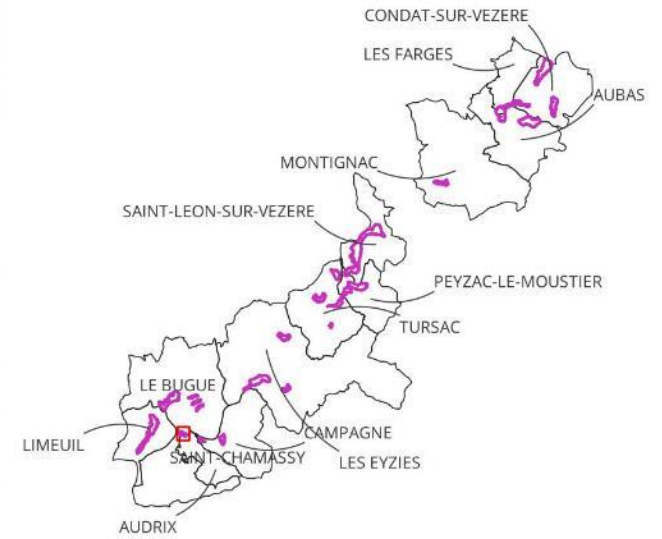 CONDAT-SUR-VEZERE
LES FARGES
AUBAS
MONTIGNAC
SAINT-LEON-SUR-VEZERE
PEYZAC-LE-MOUSTIER
TURSAC
LE BUGUE
CAMPAGNE
LIMEUIL
SAINT-CHAMASSY
LES EYZIES
AUDRIX